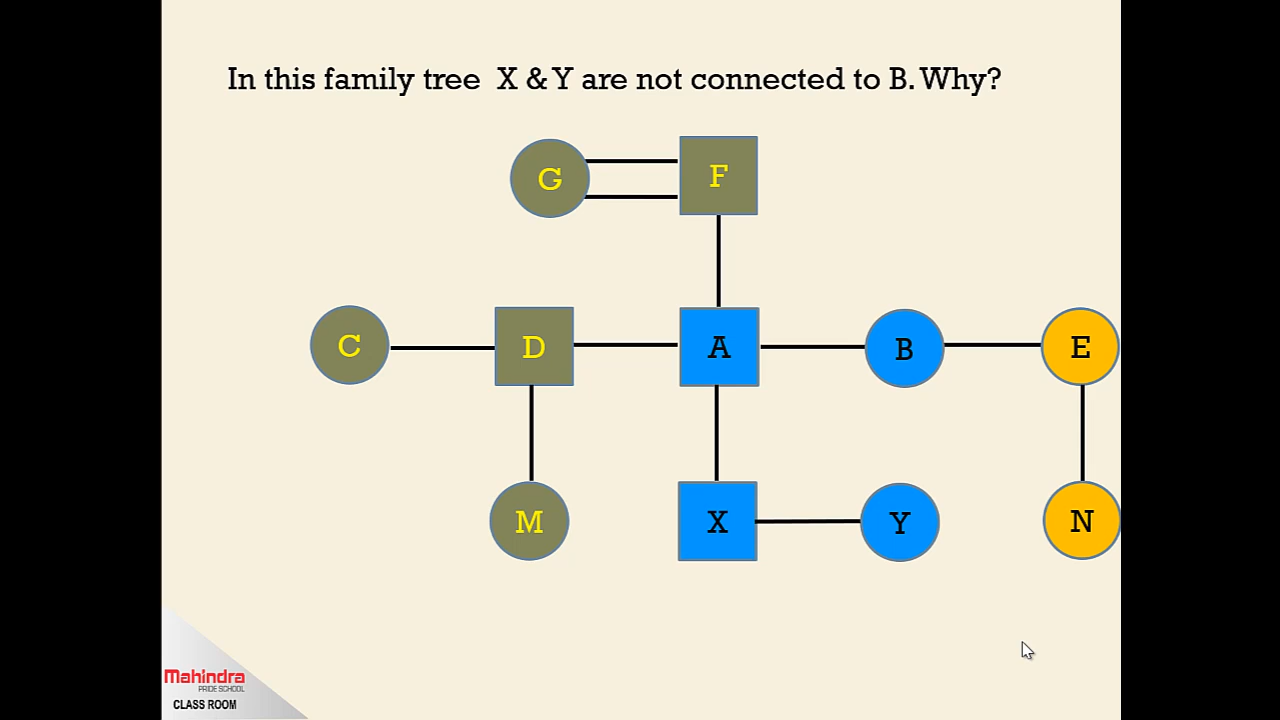 In this family tree X & Y are not connected to B. Why?
G F
C D A B E
M X Y N
Mahindra
PRIDE SCHOOL
CLASS ROOM